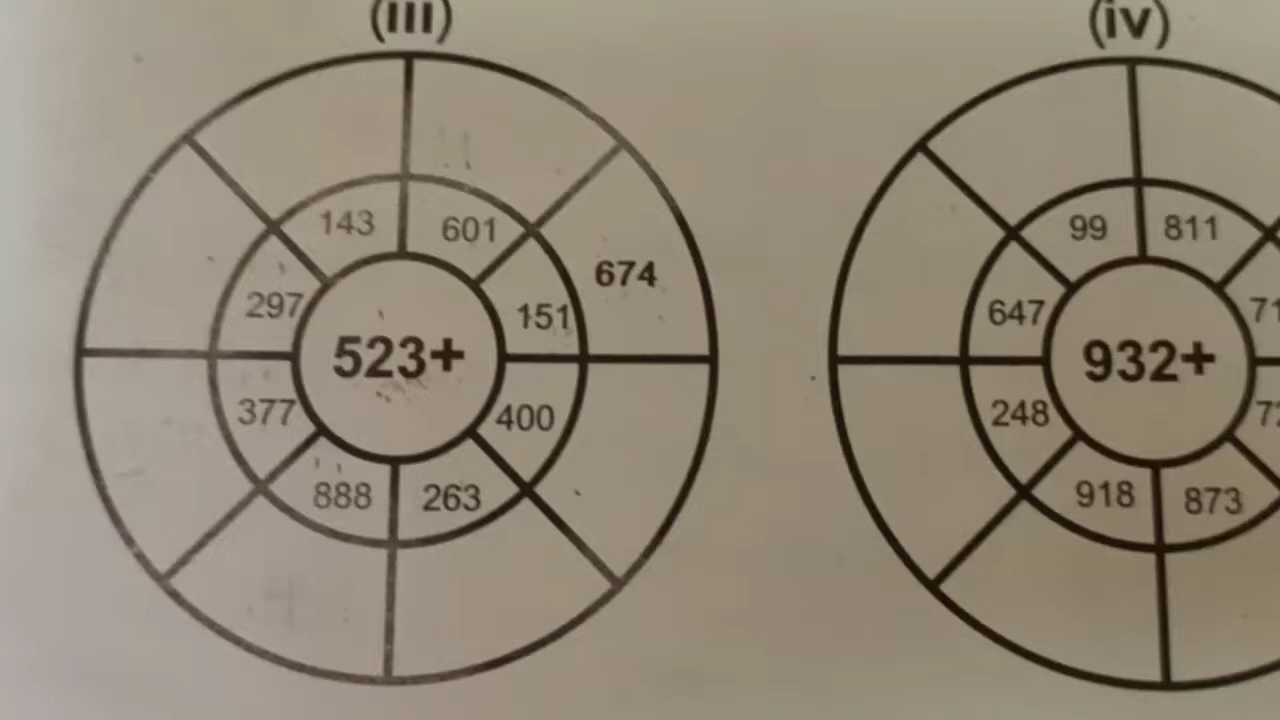 (iii) (iv)
143 601 99 811
297 151 674 647
523+ 932+
377 400 248
888 263 918 873